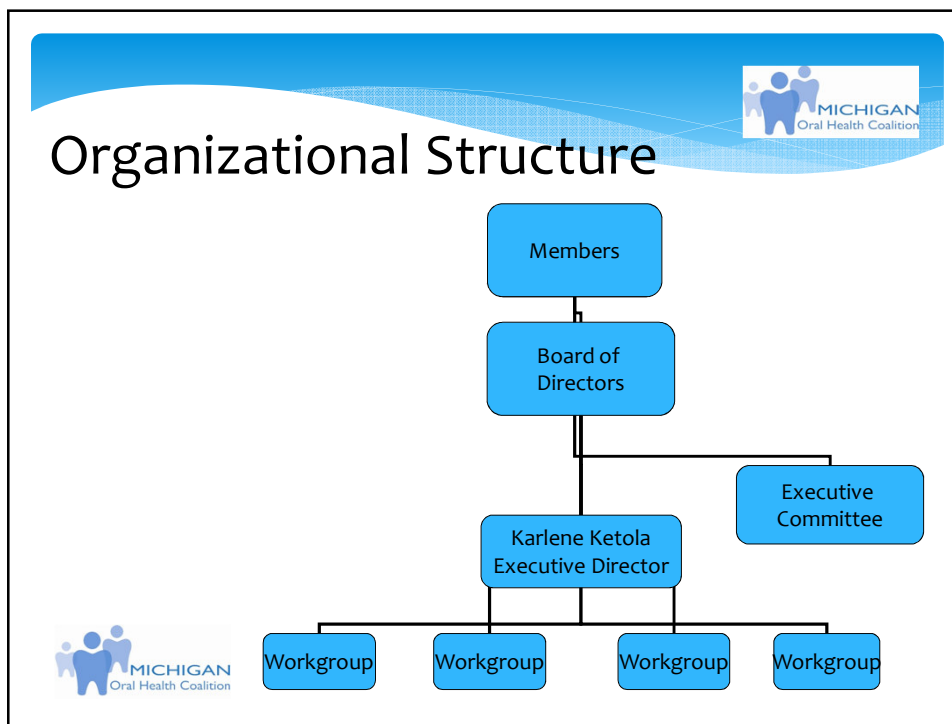 MICHIGAN
Oral Health Coalition
Organizational Structure
Members
Board of
Directors
Executive
Committee
Karlene Ketola
Executive Director
Workgroup
Workgroup
Workgroup
Workgroup
MICHIGAN
Oral Health Coalition